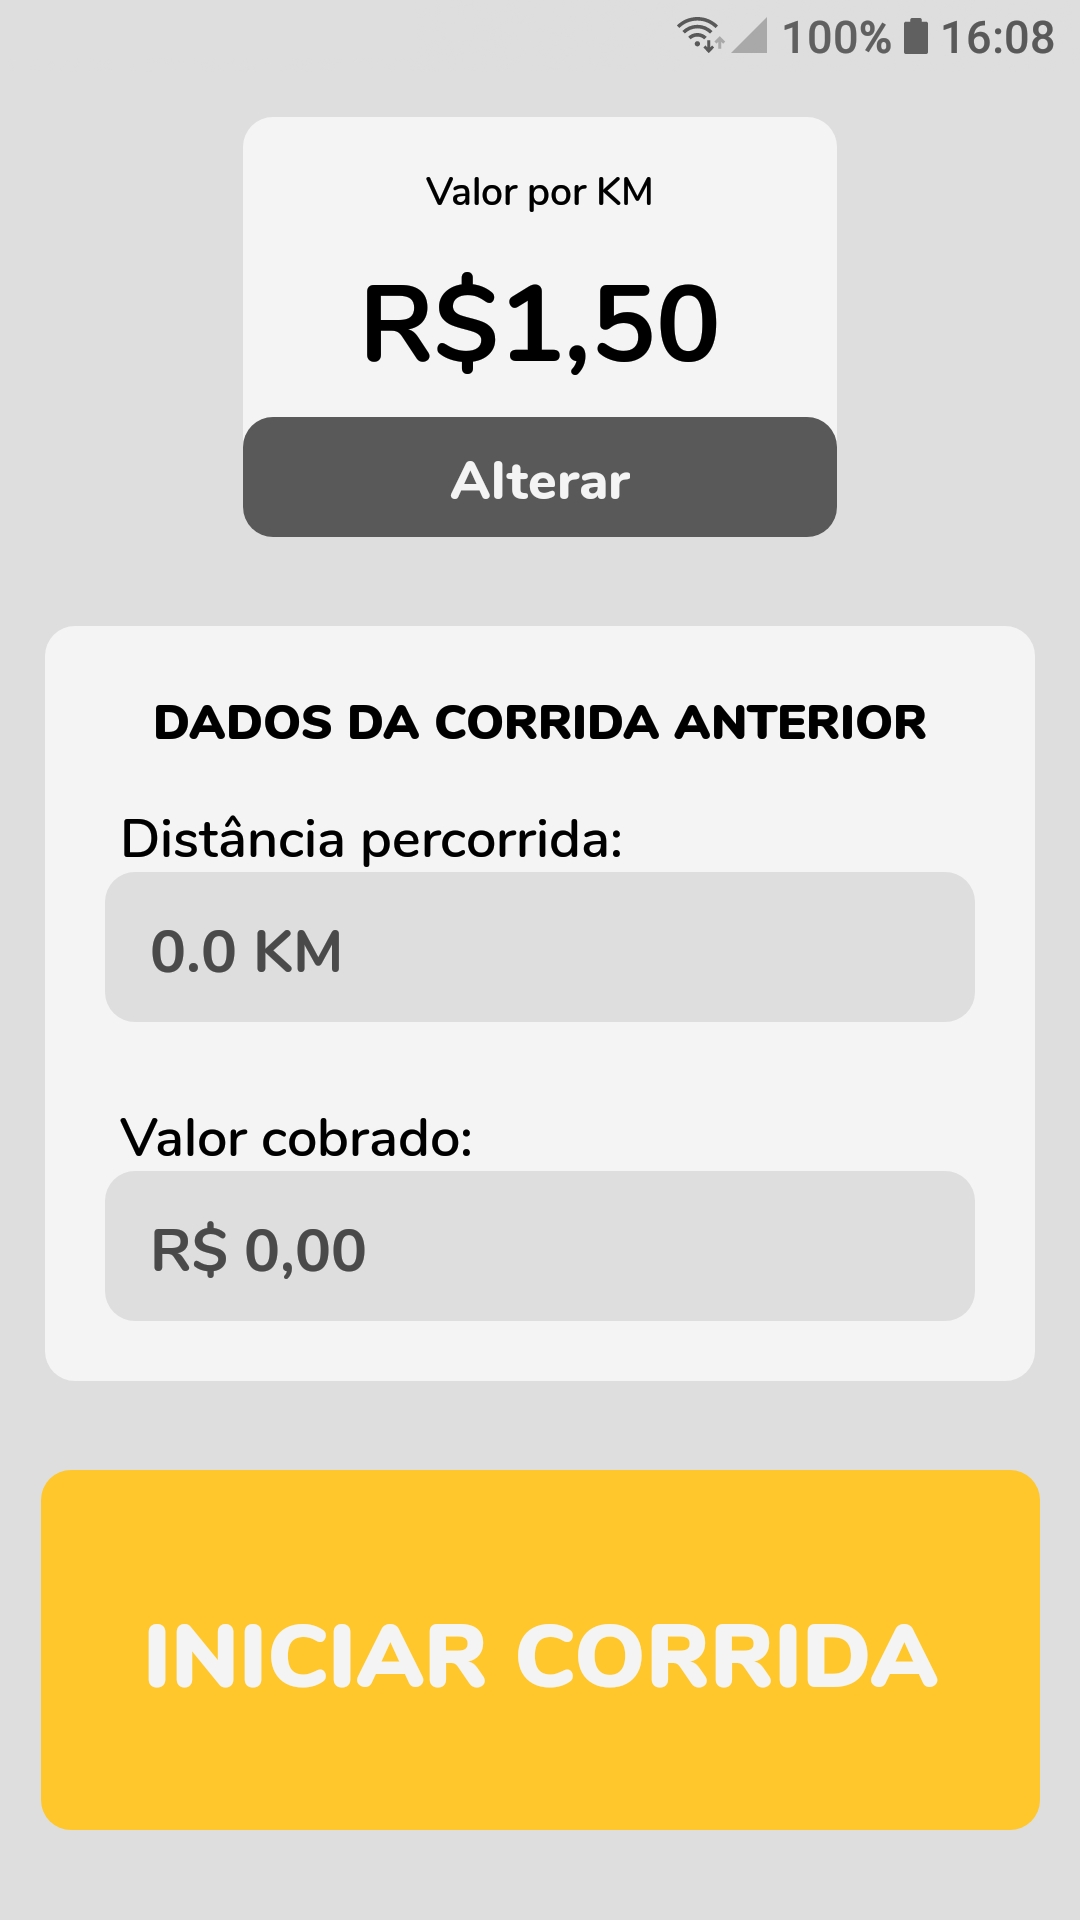 100% 16:08
Valor por KM
R$1,50
Alterar
DADOS DA CORRIDA ANTERIOR
Distância percorrida:
0.0 KM
Valor cobrado:
R$ 0,00
INICIAR CORRIDA